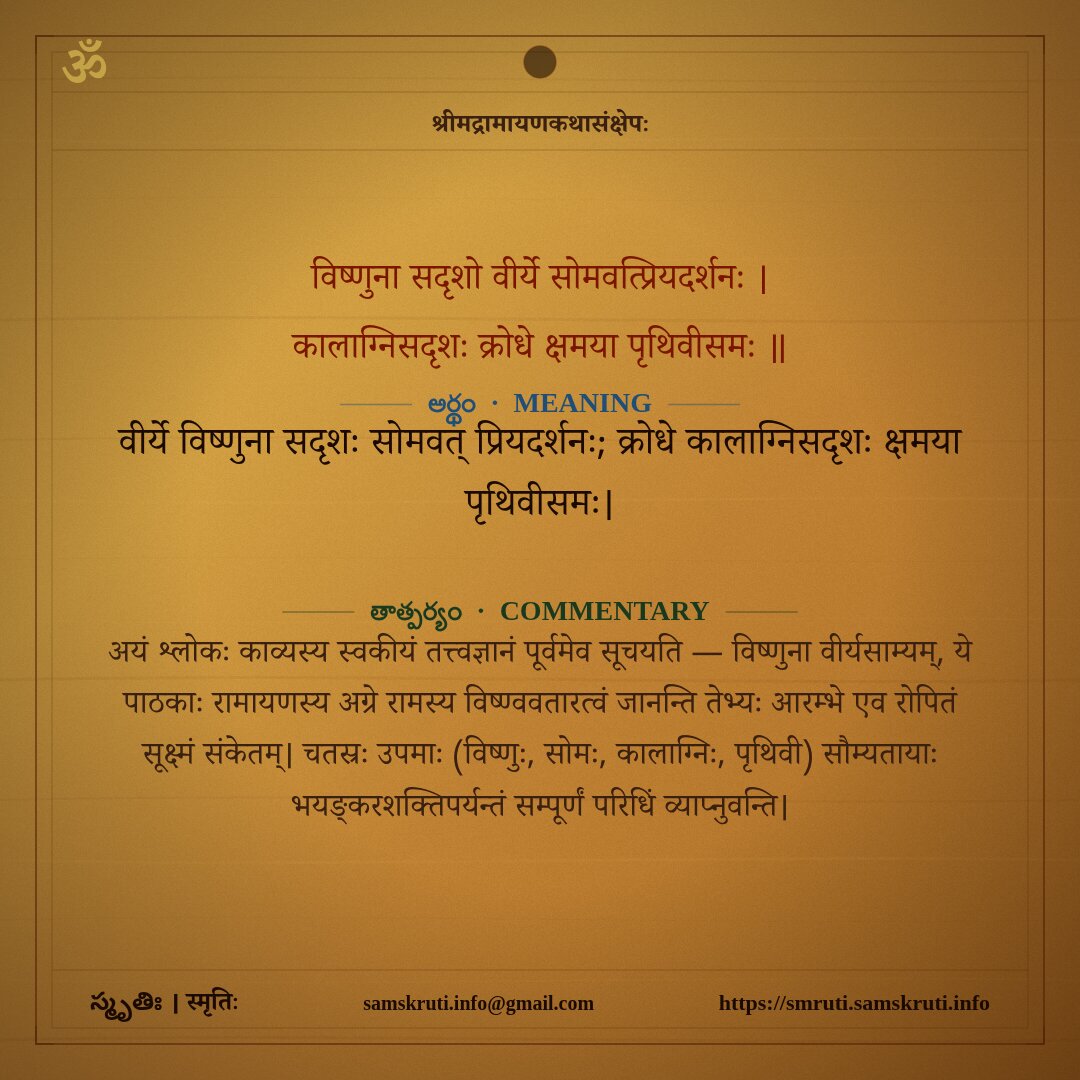 ॐ
श्रीमद्रामायणकथासंक्षेपः
विष्णुना सदृशो वीर्ये सोमवत्प्रियदर्शनः |
कालाग्निसदृशः क्रोधे क्षमया पृथिवीसमः ||
అర్థం · MEANING
वीर्ये विष्णुना सदृशः सोमवत् प्रियदर्शनः; क्रोधे कालाग्निसदृशः क्षमया
पृथिवीसमः|
తాత్పర్యం · COMMENTARY
अयं श्लोकः काव्यस्य स्वकीयं तत्त्वज्ञानं पूर्वमेव सूचयति — विष्णुना वीर्यसाम्यम्, ये
पाठकाः रामायणस्य अग्रे रामस्य विष्ण्ववतारत्वं जानन्ति तेभ्यः आरम्भे एव रोपितं
सूक्ष्मं संकेतम्| चतस्रः उपमाः (विष्णुः, सोमः, कालाग्निः, पृथिवी) सौम्यतायाः
भयङ्करशक्तिपर्यन्तं सम्पूर्णं परिधिं व्याप्नुवन्ति|
స్మృతిః | स्मृतिः samskruti.info@gmail.com https://smruti.samskruti.info